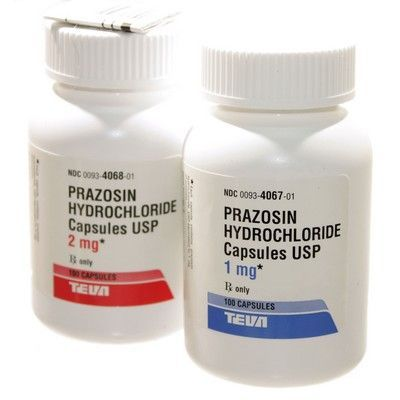 NDC 0093-4068-01
PRAZOSIN
HYDROCHLORIDE
Capsules USP
2 mg*
℞ only
100 CAPSULES
TEVA
NDC 0093-4067-01
PRAZOSIN
HYDROCHLORIDE
Capsules USP
1 mg*
℞ only
100 CAPSULES
TEVA